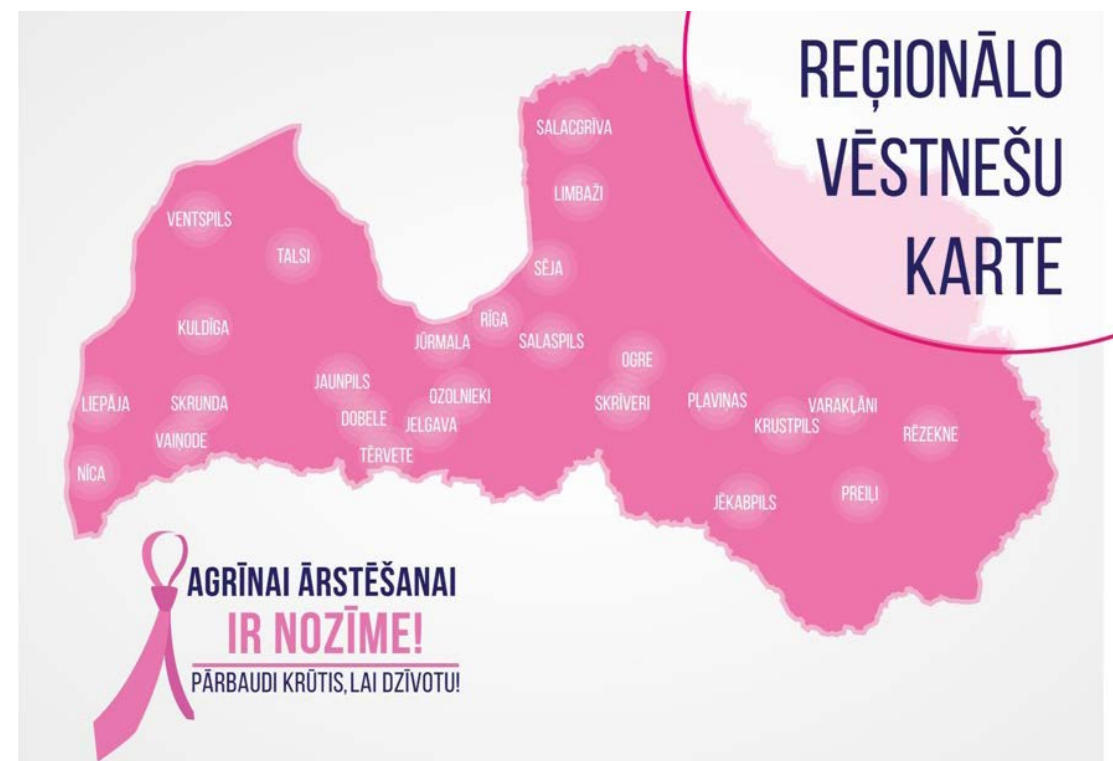 REĢIONĀLO
VĒSTNEŠU
KARTE
SALACGRĪVA
LIMBAŽI
VENTSPILS
TALSI
SĒJA
RĪGA
KULDĪGA
JŪRMALA
SALASPILS
OGRE
JAUNPILS
OZOLNIEKI
LIEPĀJA
SKRUNDA
SKRĪVERI
PĻAVIŅAS
VARAKĻĀNI
DOBELE
JELGAVA
KRUSTPILS
RĒZEKNE
VAIŅODE
TĒRVETE
NĪCA
JĒKABPILS
PREIĻI
AGRĪNAI ĀRSTĒŠANAI
IR NOZĪME!
PĀRBAUDI KRŪTIS, LAI DZĪVOTU!